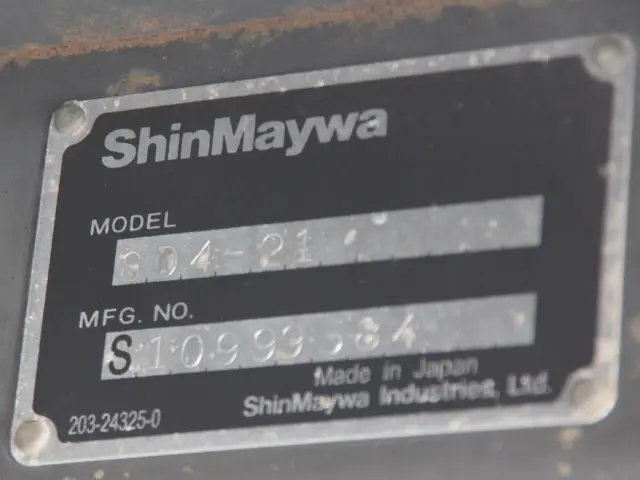 ShinMaywa
MODEL
MFG. NO.
Made in Japan
203-24325-0
ShinMaywa Industries, Ltd.